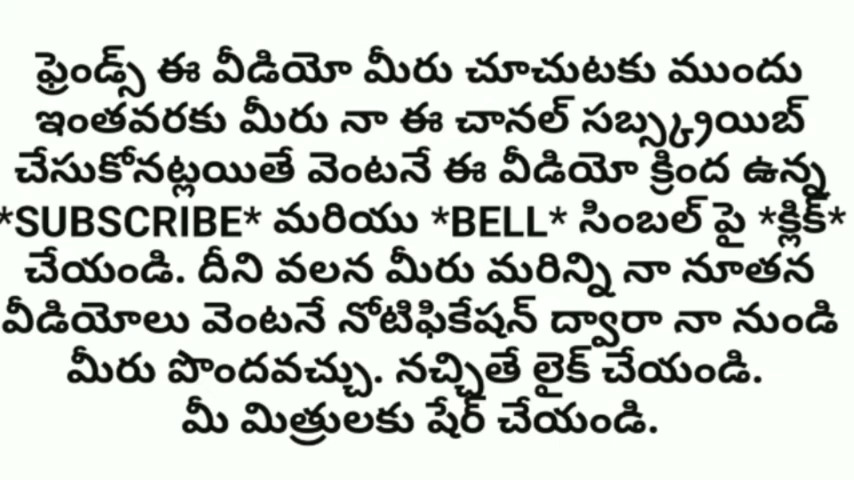 ఫ్రెండ్స్ ఈ వీడియో మీరు చూచుటకు ముందు
ఇంతవరకు మీరు నా ఈ చానల్ సబ్స్క్రయిబ్
చేసుకోనట్లయితే వెంటనే ఈ వీడియో క్రింద ఉన్న
*SUBSCRIBE* మరియు *BELL* సింబల్ పై *క్లిక్*
చేయండి. దీని వలన మీరు మరిన్ని నా నూతన
వీడియోలు వెంటనే నోటిఫికేషన్ ద్వారా నా నుండి
మీరు పొందవచ్చు. నచ్చితే లైక్ చేయండి.
మీ మిత్రులకు షేర్ చేయండి.